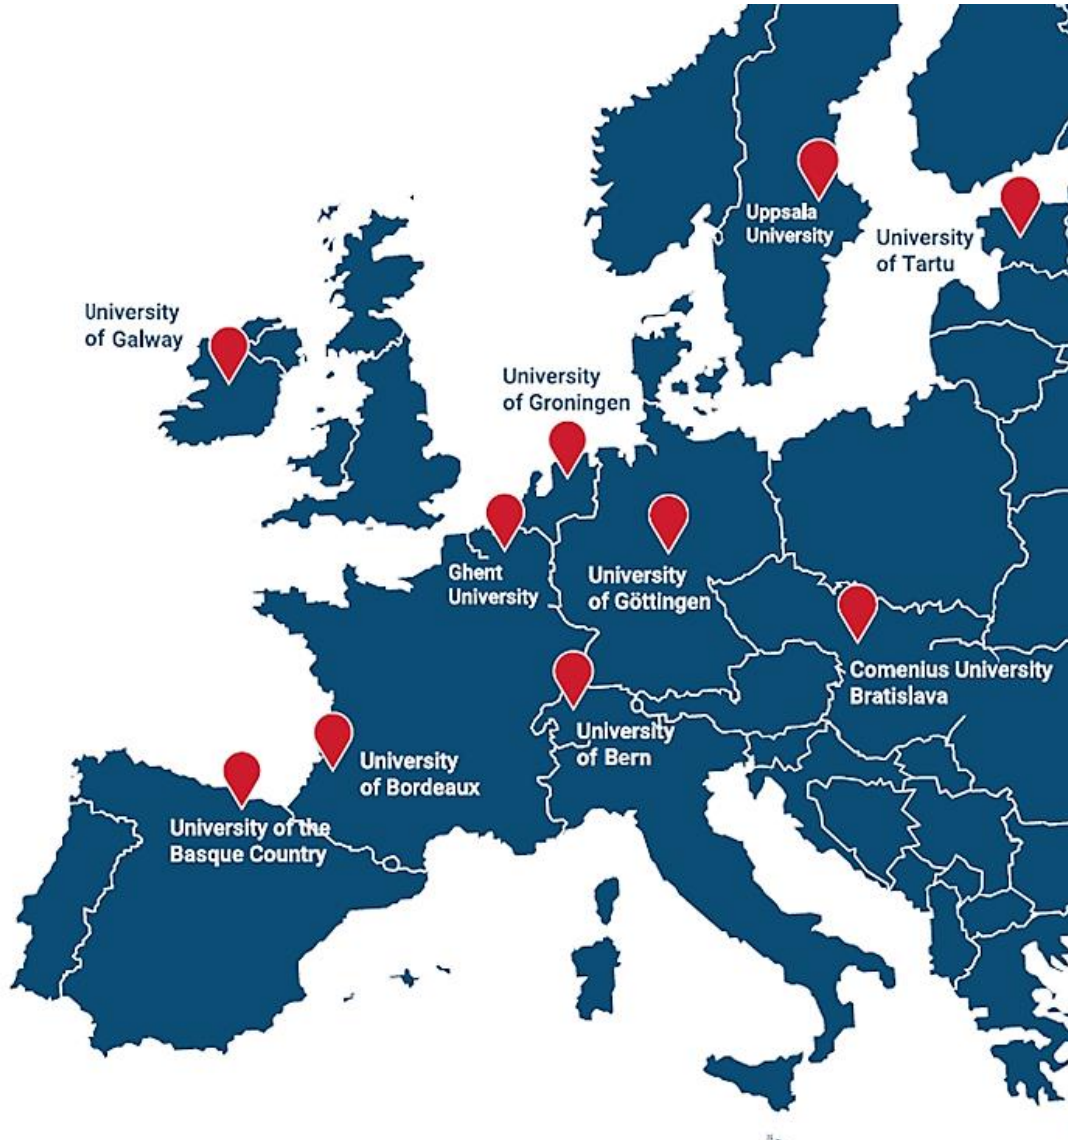 Uppsala
University
University
of Tartu
University
of Galway
University
of Groningen
Ghent
University
University
of Göttingen
Comenius University
Bratislava
University
of Bern
University
of Bordeaux
University of the
Basque Country